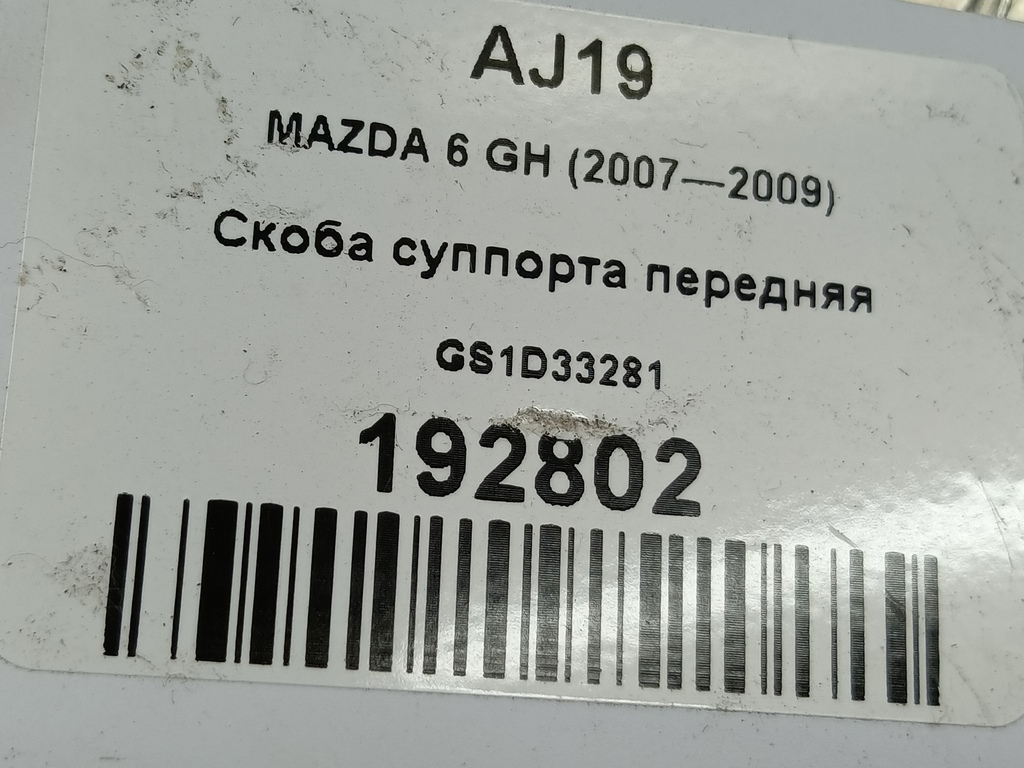 AJ19
MAZDA 6 GH (2007—2009)
Скоба суппорта передняя
GS1D33281
192802